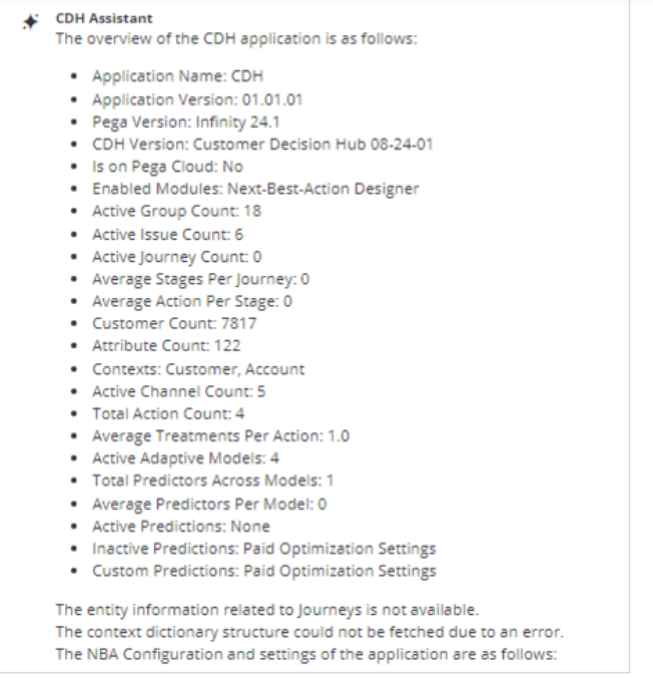 CDH Assistant
The overview of the CDH application is as follows:
• Application Name: CDH
• Application Version: 01.01.01
• Pega Version: Infinity 24.1
• CDH Version: Customer Decision Hub 08-24-01
• Is on Pega Cloud: No
• Enabled Modules: Next-Best-Action Designer
• Active Group Count: 18
• Active Issue Count: 6
• Active Journey Count: 0
• Average Stages Per Journey: 0
• Average Action Per Stage: 0
• Customer Count: 7817
• Attribute Count: 122
• Contexts: Customer, Account
• Active Channel Count: 5
• Total Action Count: 4
• Average Treatments Per Action: 1.0
• Active Adaptive Models: 4
• Total Predictors Across Models: 1
• Average Predictors Per Model: 0
• Active Predictions: None
• Inactive Predictions: Paid Optimization Settings
• Custom Predictions: Paid Optimization Settings
The entity information related to Journeys is not available.
The context dictionary structure could not be fetched due to an error.
The NBA Configuration and settings of the application are as follows: